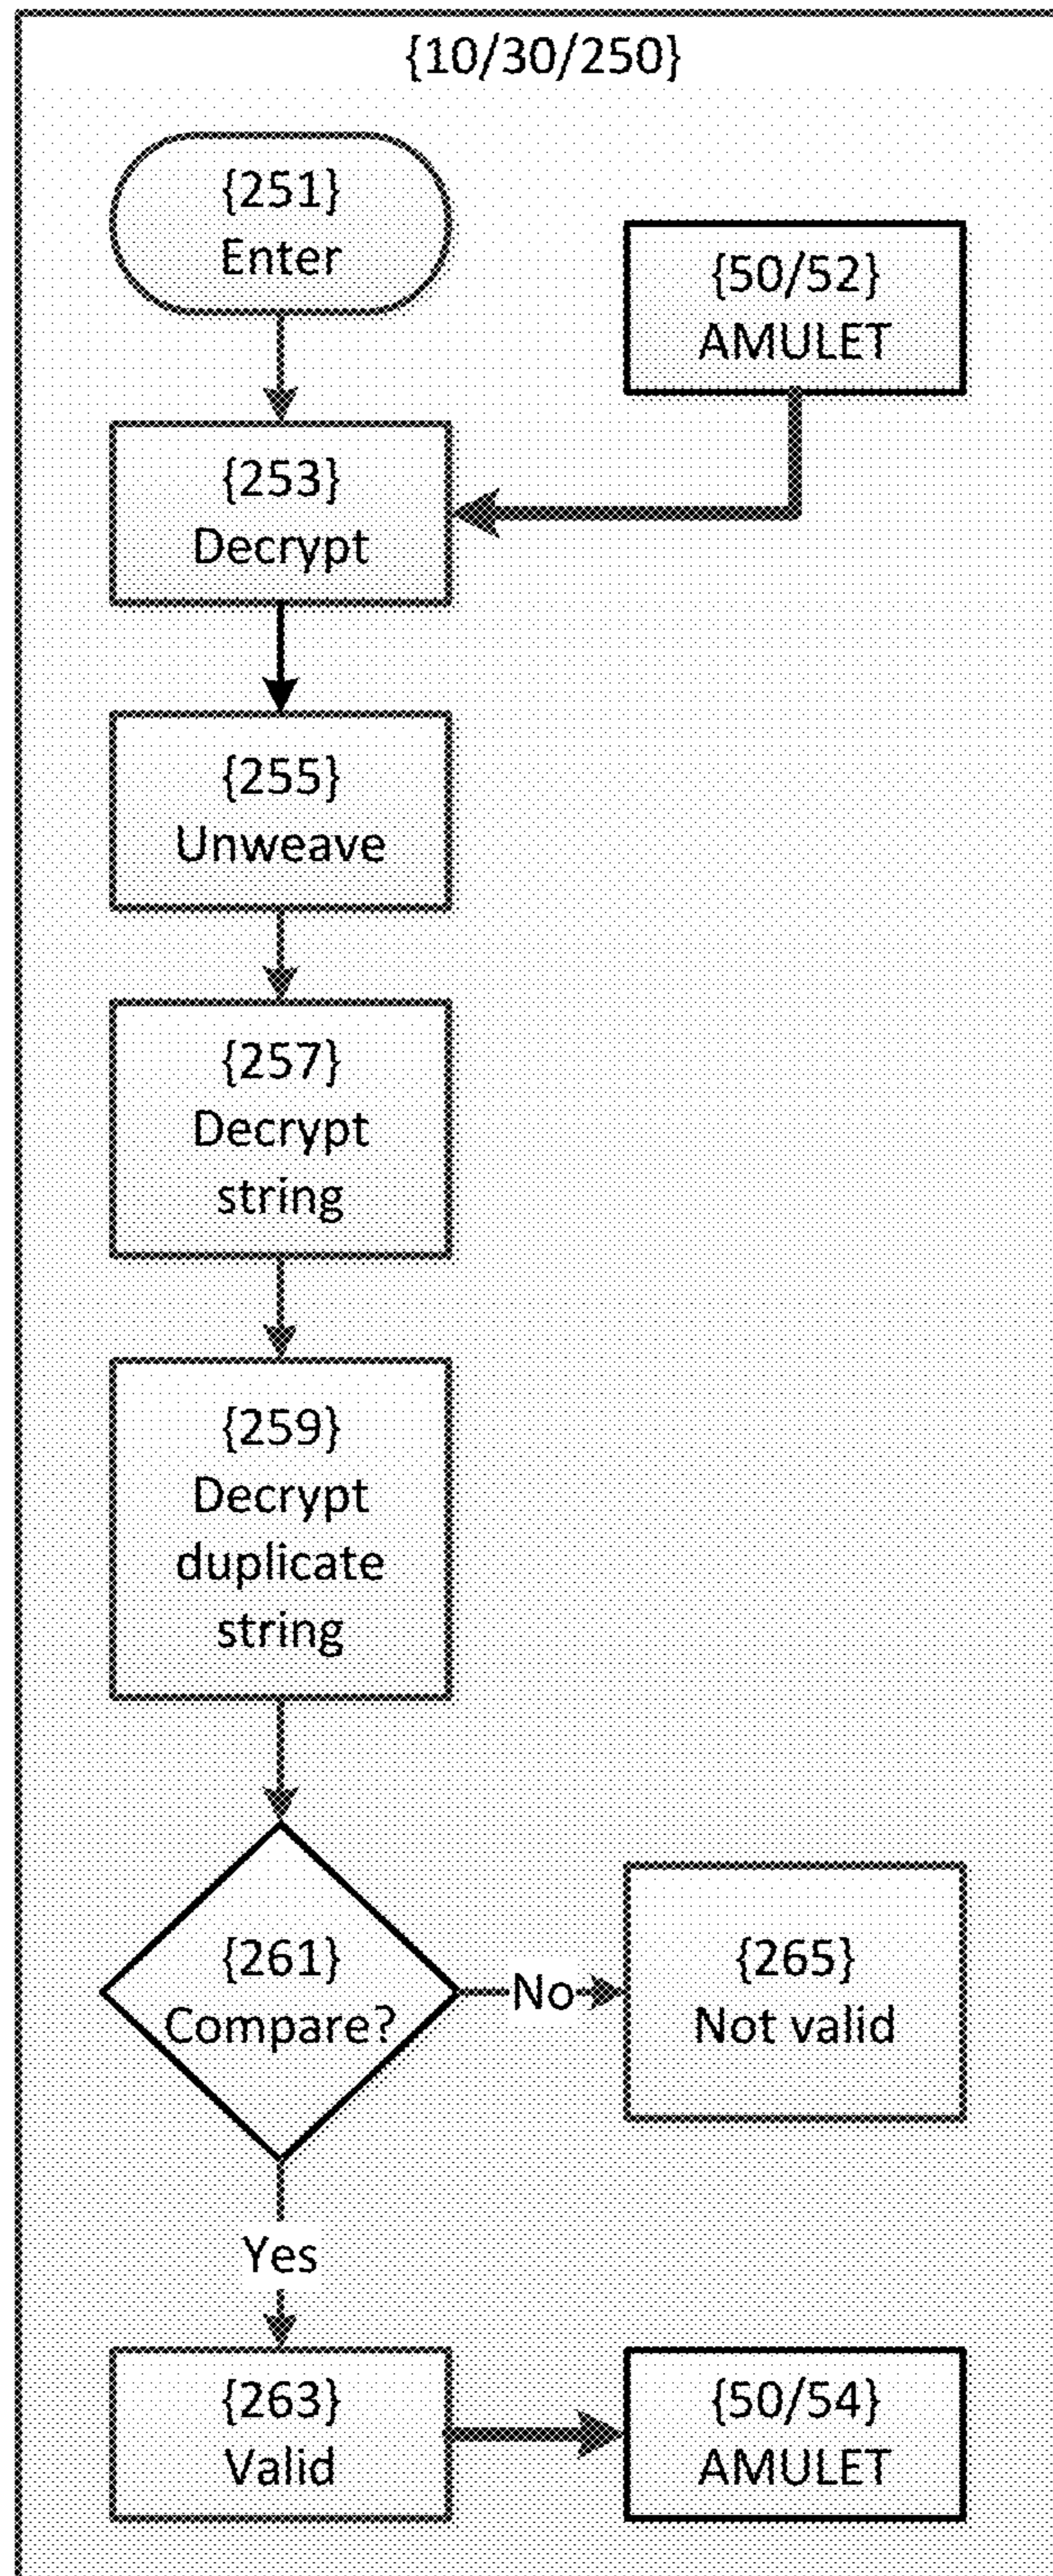 {10/30/250}
{251}
Enter
{50/52}
AMULET
{253}
Decrypt
{255}
Unweave
{257}
Decrypt
string
{259}
Decrypt
duplicate
string
{261}
Compare?
No
{265}
Not valid
Yes
{263}
Valid
{50/54}
AMULET